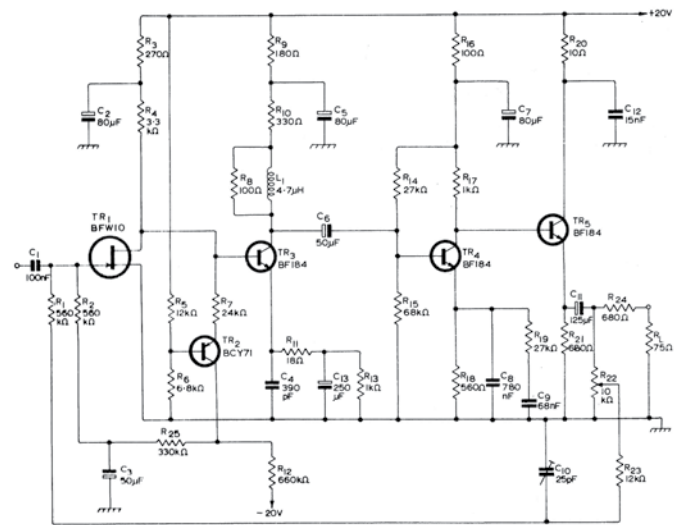 +20V
R3
270Ω
R9
180Ω
R16
100Ω
R20
10Ω
C2
80µF
R4
3·3
kΩ
R10
330Ω
C5
80µF
C7
80µF
C12
15nF
R8
100Ω
L1
4·7µH
R14
27kΩ
R17
1kΩ
TR1
BFW10
C6
50µF
TR5
BF184
C1
100nF
TR3
BF184
TR4
BF184
R1
560
kΩ
R2
560
kΩ
R5
12kΩ
R7
24kΩ
R15
68kΩ
C11
125µF
R24
680Ω
TR2
BCY71
R11
18Ω
R19
27kΩ
R21
680Ω
RL
75Ω
R6
6·8kΩ
C4
390
pF
C13
250
µF
R13
1kΩ
R18
560Ω
C8
780
nF
C9
68nF
R22
10
kΩ
R25
330kΩ
C3
50µF
R12
660kΩ
−20V
C10
25pF
R23
12kΩ